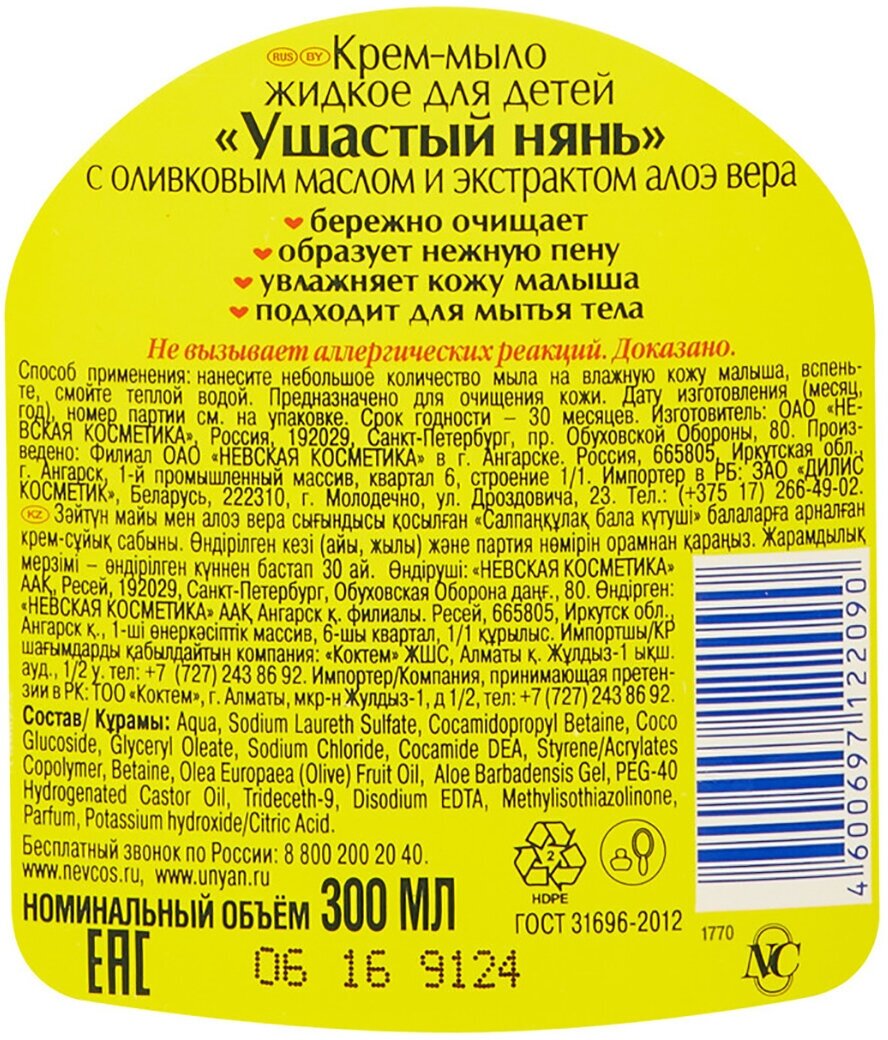 RUS BY Крем-мыло
жидкое для детей
«Ушастый нянь»
с оливковым маслом и экстрактом алоэ вера
бережно очищает
образует нежную пену
увлажняет кожу малыша
подходит для мытья тела
Не вызывает аллергических реакций. Доказано.
Способ применения: нанесите небольшое количество мыла на влажную кожу малыша, вспень-
те, смойте теплой водой. Предназначено для очищения кожи. Дату изготовления (месяц,
год), номер партии см. на упаковке. Срок годности – 30 месяцев. Изготовитель: ОАО «НЕ-
ВСКАЯ КОСМЕТИКА», Россия, 192029, Санкт-Петербург, пр. Обуховской Обороны, 80. Произ-
ведено: Филиал ОАО «НЕВСКАЯ КОСМЕТИКА» в г. Ангарске. Россия, 665805, Иркутская обл.,
г. Ангарск, 1-й промышленный массив, квартал 6, строение 1/1. Импортер в РБ: ЗАО «ДИЛИС
КОСМЕТИК», Беларусь, 222310, г. Молодечно, ул. Дроздовича, 23. Тел.: (+375 17) 266-49-02.
KZ Зәйтүн майы мен алоэ вера сығындысы қосылған «Салпаңқұлақ бала күтуші» балаларға арналған
крем-сұйық сабыны. Өндірілген кезі (айы, жылы) және партия нөмірін орамнан қараңыз. Жарамдылық
мерзімі – өндірілген күннен бастап 30 ай. Өндіруші: «НЕВСКАЯ КОСМЕТИКА»
ААҚ, Ресей, 192029, Санкт-Петербург, Обуховская Оборона даңғ., 80. Өндірген:
«НЕВСКАЯ КОСМЕТИКА» ААҚ Ангарск қ. филиалы. Ресей, 665805, Иркутск обл.,
Ангарск қ., 1-ші өнеркәсіптік массив, 6-шы квартал, 1/1 құрылыс. Импортшы/ҚР
шағымдарды қабылдайтын компания: «Коктем» ЖШС, Алматы қ. Жұлдыз-1 ықш.
ауд., 1/2 ү. тел: +7 (727) 243 86 92. Импортер/Компания, принимающая претен-
зии в РК: ТОО «Коктем», г. Алматы, мкр-н Жулдыз-1, д 1/2, тел: +7 (727) 243 86 92.
Состав/ Құрамы: Aqua, Sodium Laureth Sulfate, Cocamidopropyl Betaine, Coco
Glucoside, Glyceryl Oleate, Sodium Chloride, Cocamide DEA, Styrene/Acrylates
Copolymer, Betaine, Olea Europaea (Olive) Fruit Oil, Aloe Barbadensis Gel, PEG-40
Hydrogenated Castor Oil, Trideceth-9, Disodium EDTA, Methylisothiazolinone,
Parfum, Potassium hydroxide/Citric Acid.
Бесплатный звонок по России: 8 800 200 20 40.
www.nevcos.ru, www.unyan.ru
НОМИНАЛЬНЫЙ ОБЪЁМ 300 МЛ
2
HDPE
ГОСТ 31696-2012
4 600697 122090
1770
НС
EAC
06 16 9124